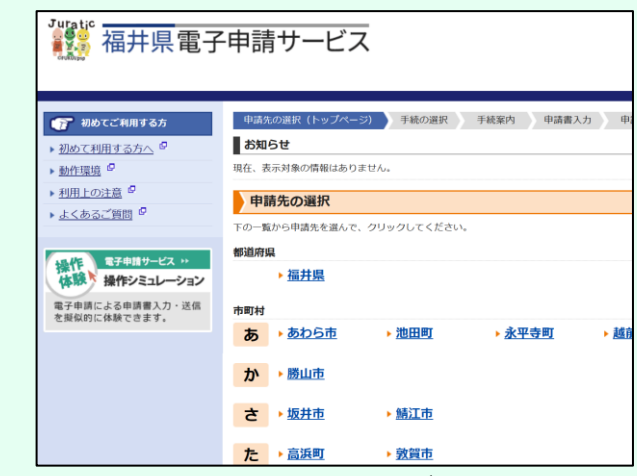 Juratic
福井県電子申請サービス
初めてご利用する方
初めて利用する方へ
動作環境
利用上の注意
よくあるご質問
操作体験
電子申請サービス
操作シミュレーション
電子申請による申請書入力・送信
を擬似的に体験できます。
申請先の選択（トップページ） 手続の選択 手続案内 申請書入力 申
お知らせ
現在、表示対象の情報はありません。
申請先の選択
下の一覧から申請先を選んで、クリックしてください。
都道府県
福井県
市町村
あ あわら市 池田町 永平寺町 越前
か 勝山市
さ 坂井市 鯖江市
た 高浜町 敦賀市